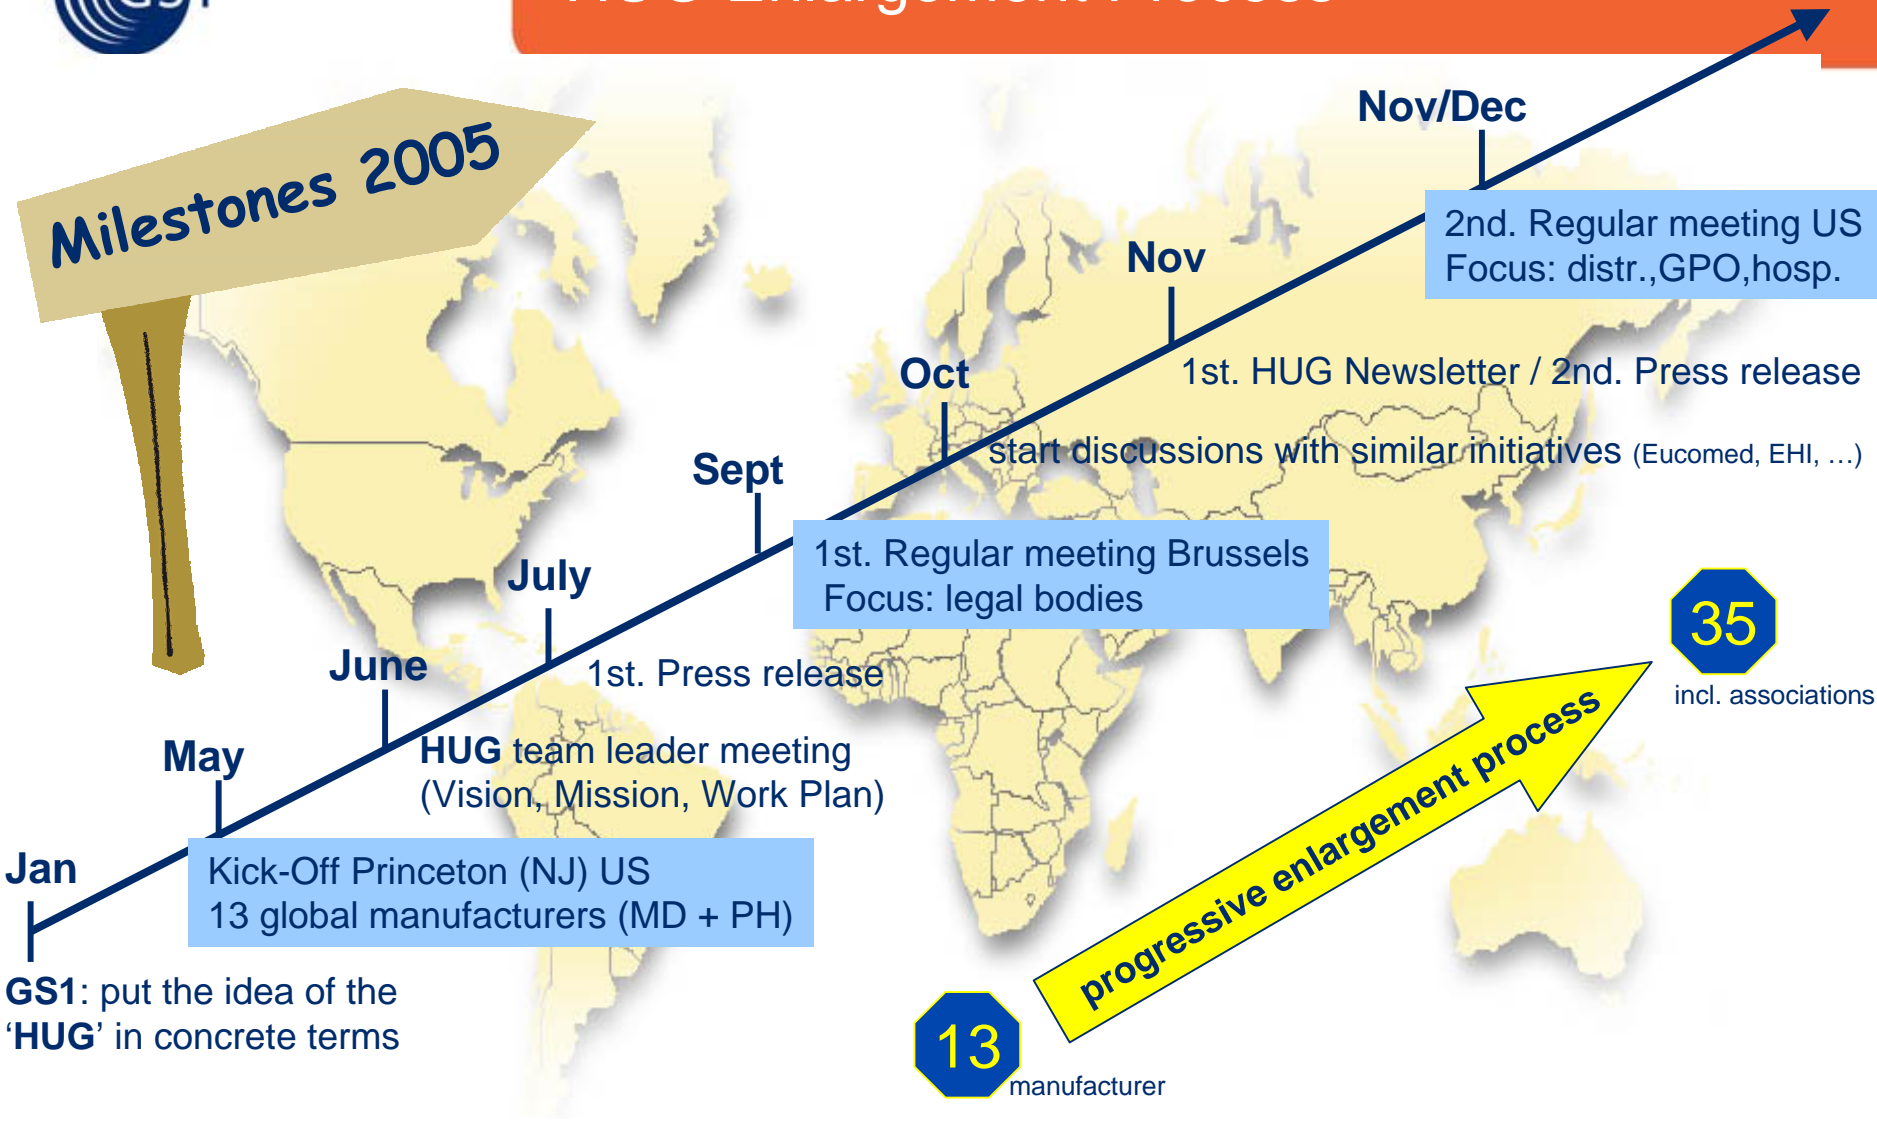 GS1
HUG Enlargement Process
Milestones 2005
Nov/Dec
2nd. Regular meeting US
Focus: distr.,GPO,hosp.
Nov
1st. HUG Newsletter / 2nd. Press release
Oct
start discussions with similar initiatives (Eucomed, EHI, …)
Sept
1st. Regular meeting Brussels
Focus: legal bodies
July
1st. Press release
June
HUG team leader meeting
(Vision, Mission, Work Plan)
May
Kick-Off Princeton (NJ) US
13 global manufacturers (MD + PH)
Jan
GS1: put the idea of the
‘HUG’ in concrete terms
35
incl. associations
progressive enlargement process
13
manufacturer